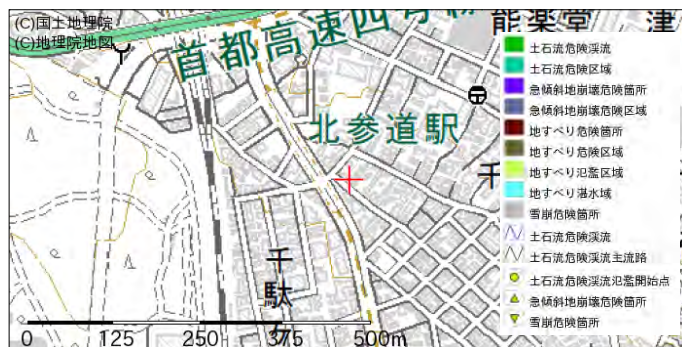 (C)国土地理院
(C)地理院地図
首都高速四号
能楽堂
津
北参道駅
千
千駄ケ
0 125 250 375 500m
土石流危険渓流
土石流危険区域
急傾斜地崩壊危険箇所
急傾斜地崩壊危険区域
地すべり危険箇所
地すべり危険区域
地すべり氾濫区域
地すべり湛水域
雪崩危険箇所
土石流危険渓流
土石流危険渓流主流路
土石流危険渓流氾濫開始点
急傾斜地崩壊危険箇所
雪崩危険箇所